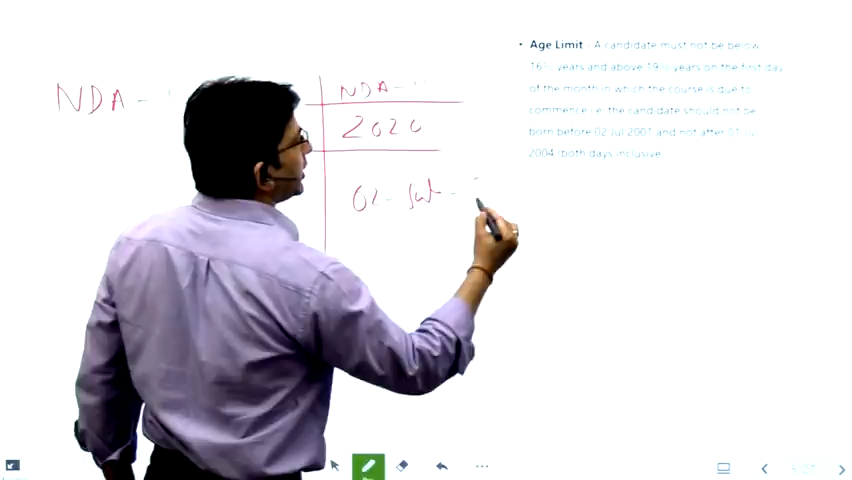 NDA -
NDA -
2020
02 - Jul -
• Age Limit - A candidate must not be below
16½ years and above 19½ years on the first day
of the month in which the course is due to
commence i.e. the candidate should not be
born before 02 Jul 2001 and not after 01 Jul
2004 (both days inclusive.